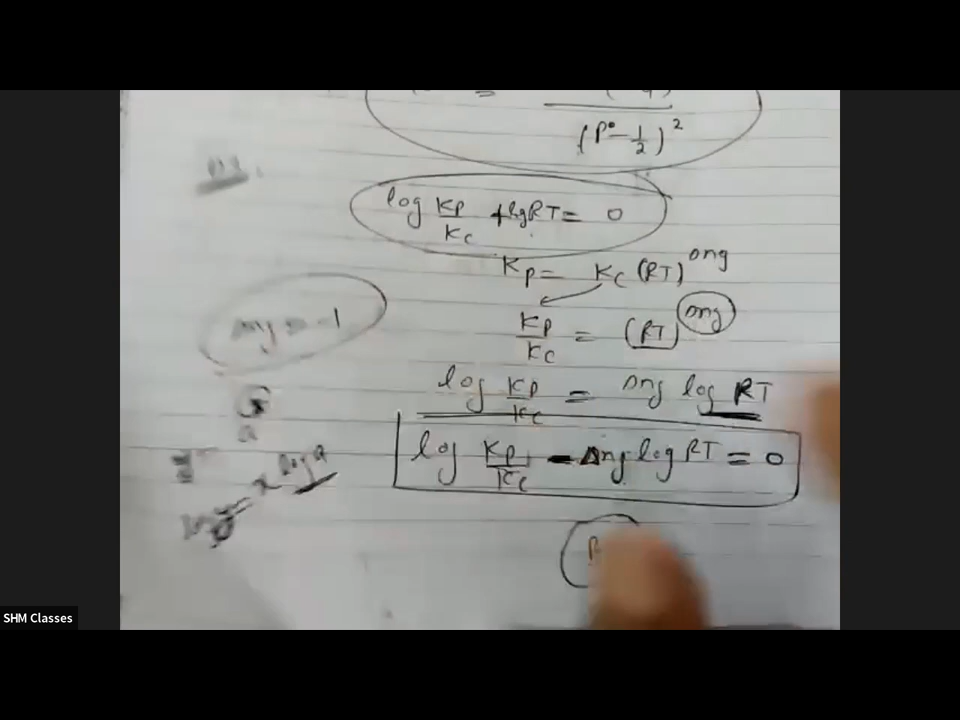 (P° - 1/2)²
log Kp/Kc + log RT = 0
Kp = Kc (RT)^Δng
Kp/Kc = (RT)^Δng
Δng = -1
log Kp/Kc = Δng log RT
log Kp/Kc - Δng log RT = 0
x log a
SHM Classes